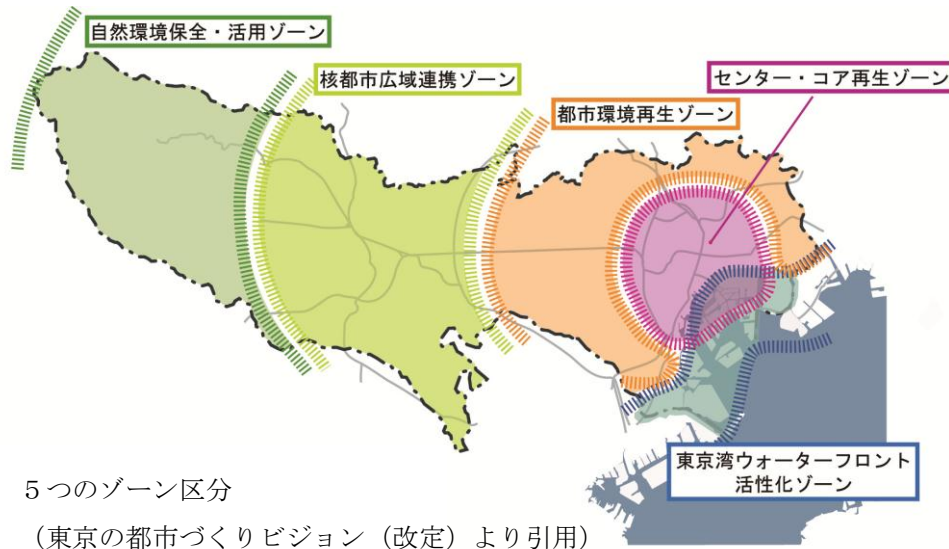 自然環境保全・活用ゾーン
核都市広域連携ゾーン
センター・コア再生ゾーン
都市環境再生ゾーン
東京湾ウォーターフロント
活性化ゾーン
５つのゾーン区分
（東京の都市づくりビジョン（改定）より引用）